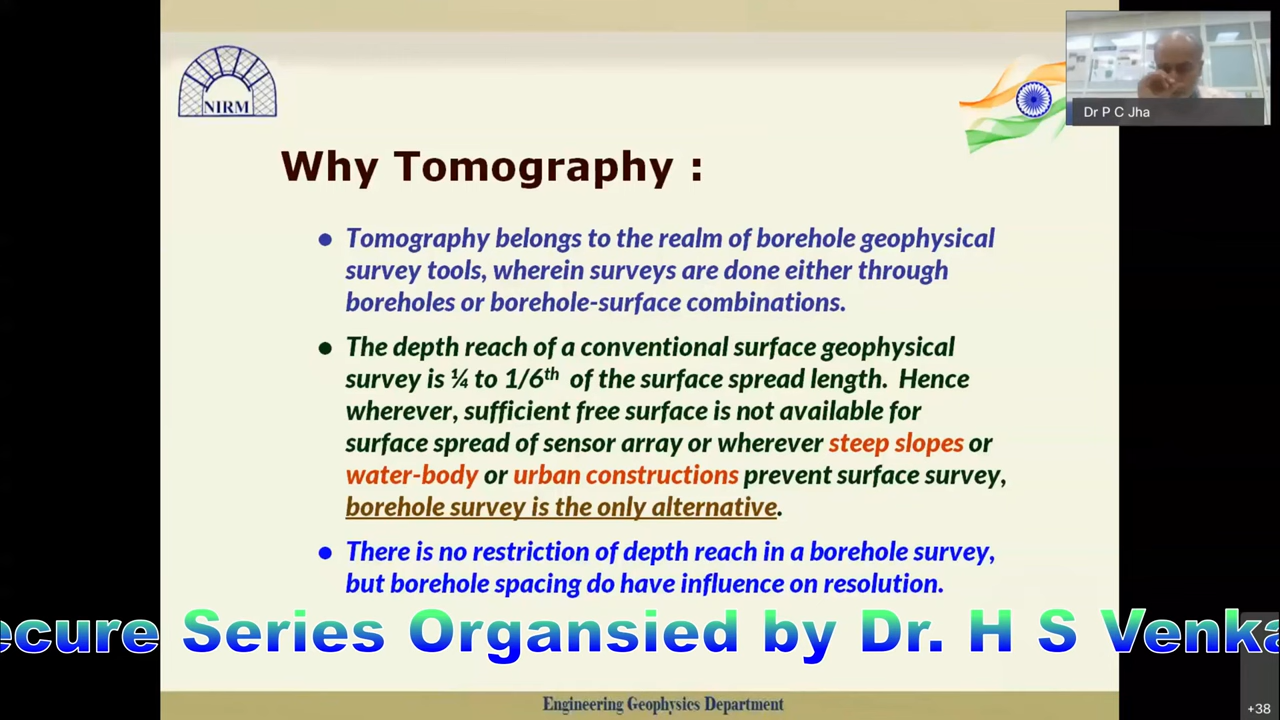 NIRM
Dr P C Jha
Why Tomography :
• Tomography belongs to the realm of borehole geophysical
survey tools, wherein surveys are done either through
boreholes or borehole-surface combinations.
• The depth reach of a conventional surface geophysical
survey is ¼ to 1/6th of the surface spread length. Hence
wherever, sufficient free surface is not available for
surface spread of sensor array or wherever steep slopes or
water-body or urban constructions prevent surface survey,
borehole survey is the only alternative.
• There is no restriction of depth reach in a borehole survey,
but borehole spacing do have influence on resolution.
ecure Series Organsied by Dr. H S Venka
Engineering Geophysics Department
+38